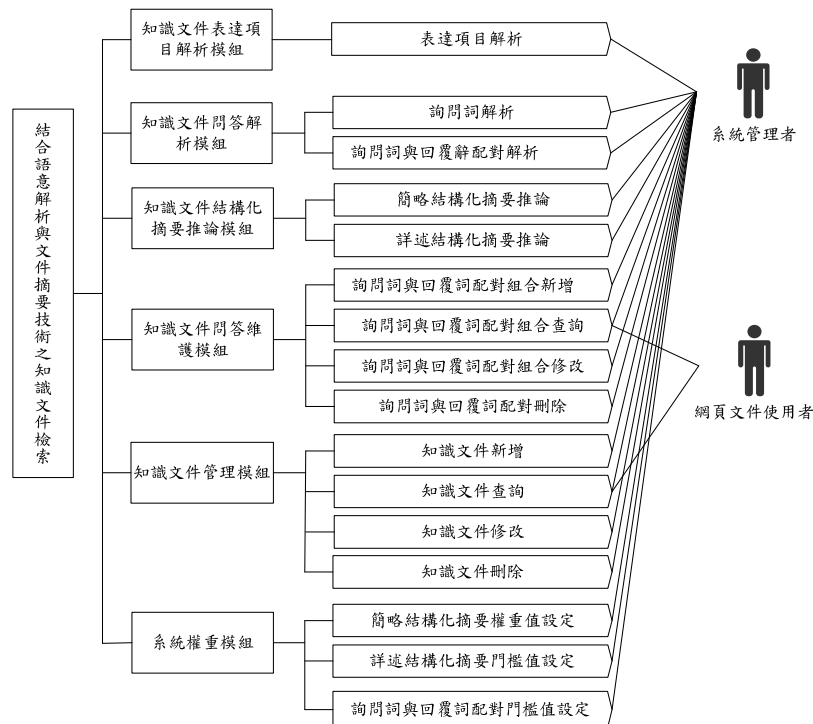 結合語意解析與文件摘要技術之知識文件檢索
知識文件表達項
目解析模組
表達項目解析
知識文件問答解
析模組
詢問詞解析
詢問詞與回覆辭配對解析
知識文件結構化
摘要推論模組
簡略結構化摘要推論
詳述結構化摘要推論
知識文件問答維
護模組
詢問詞與回覆詞配對組合新增
詢問詞與回覆詞配對組合查詢
詢問詞與回覆詞配對組合修改
詢問詞與回覆詞配對刪除
知識文件管理模組
知識文件新增
知識文件查詢
知識文件修改
知識文件刪除
系統權重模組
簡略結構化摘要權重值設定
詳述結構化摘要門檻值設定
詢問詞與回覆詞配對門檻值設定
系統管理者
網頁文件使用者